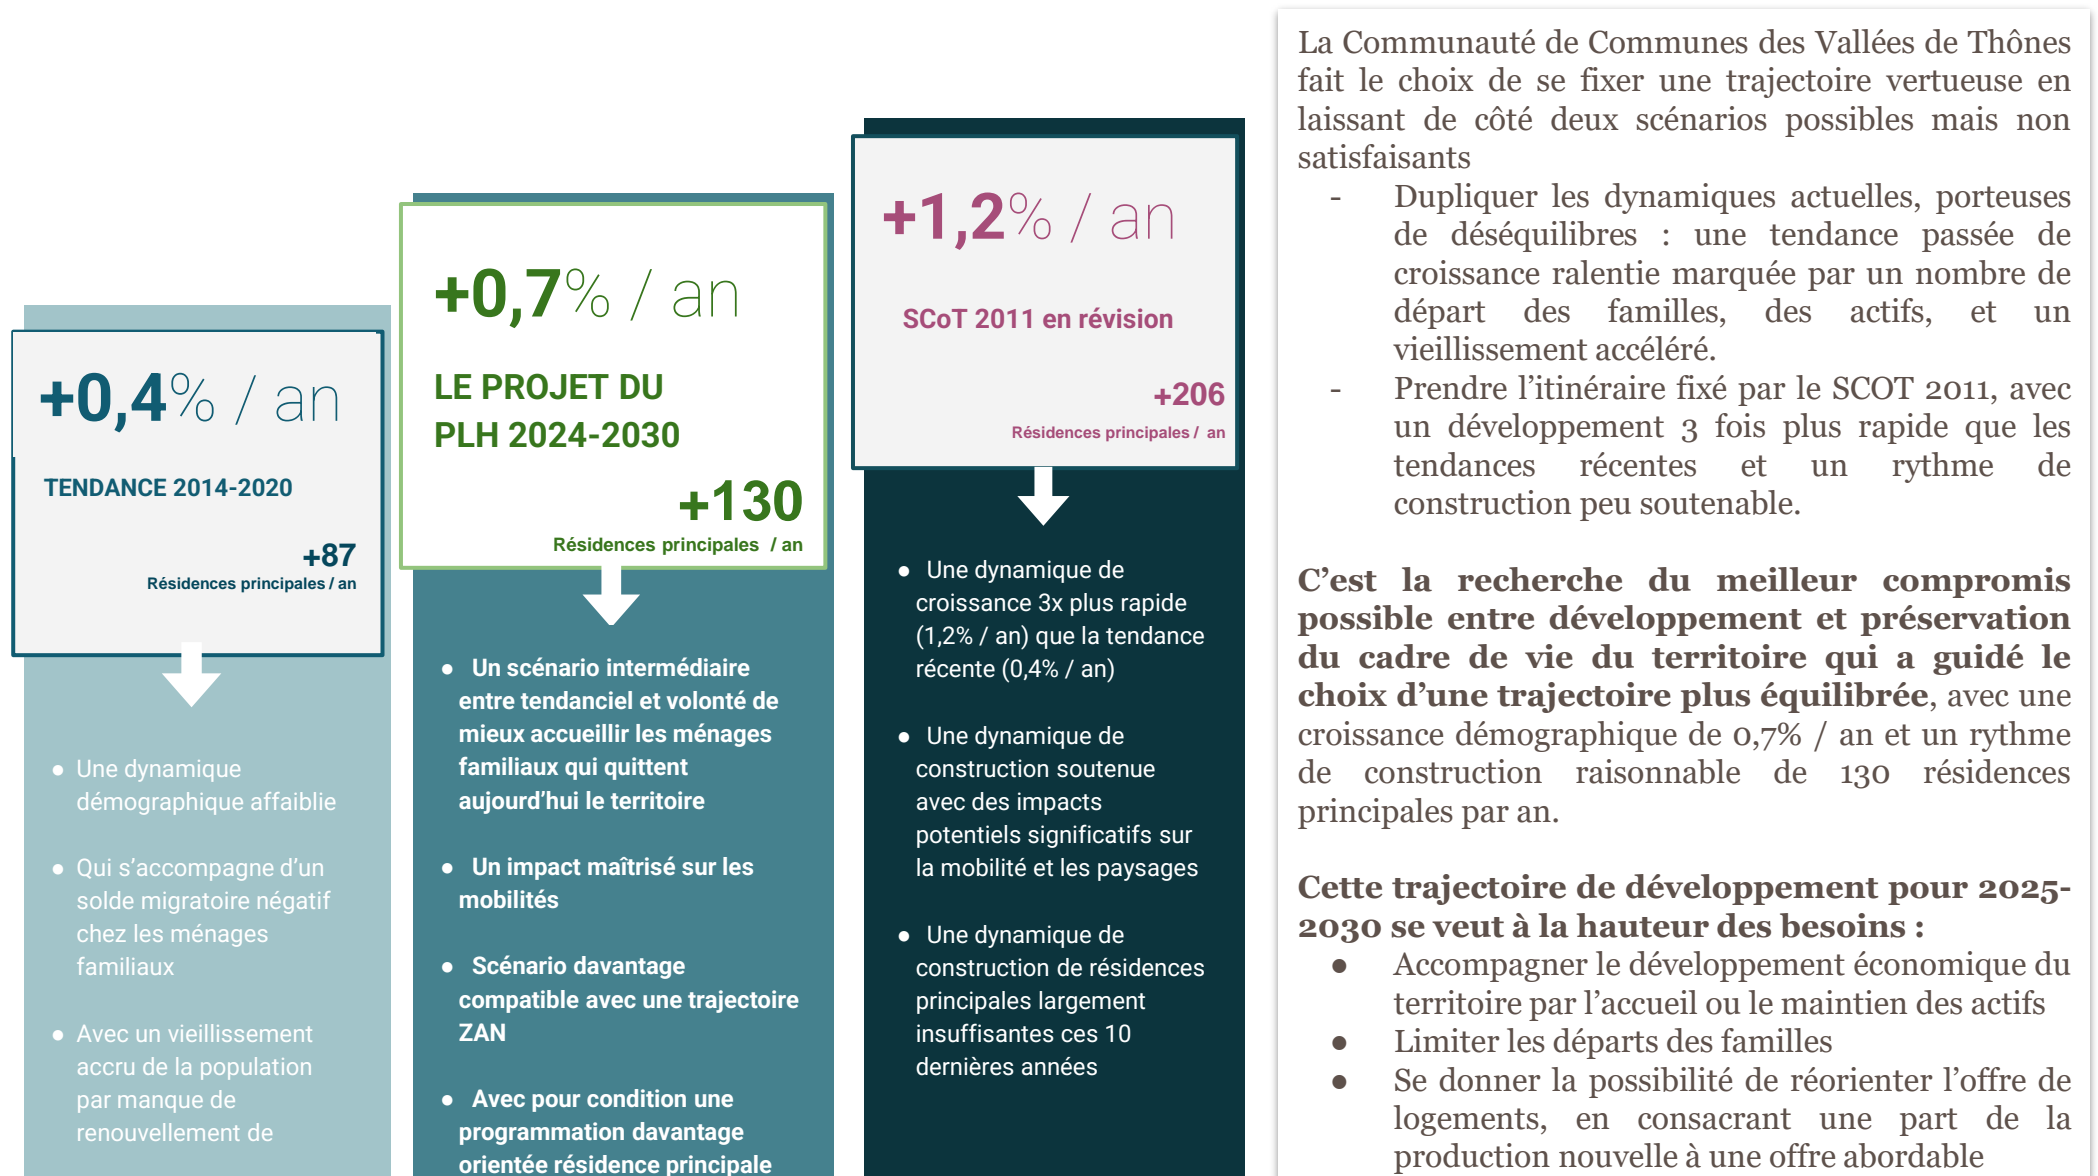 +0,4% / an
TENDANCE 2014-2020
+87
Résidences principales / an
● Une dynamique
démographique affaiblie
● Qui s’accompagne d’un
solde migratoire négatif
chez les ménages
familiaux
● Avec un vieillissement
accru de la population
par manque de
renouvellement de
+0,7% / an
LE PROJET DU
PLH 2024-2030
+130
Résidences principales / an
● Un scénario intermédiaire
entre tendanciel et volonté de
mieux accueillir les ménages
familiaux qui quittent
aujourd’hui le territoire
● Un impact maîtrisé sur les
mobilités
● Scénario davantage
compatible avec une trajectoire
ZAN
● Avec pour condition une
programmation davantage
orientée résidence principale
+1,2% / an
SCoT 2011 en révision
+206
Résidences principales / an
● Une dynamique de
croissance 3x plus rapide
(1,2% / an) que la tendance
récente (0,4% / an)
● Une dynamique de
construction soutenue
avec des impacts
potentiels significatifs sur
la mobilité et les paysages
● Une dynamique de
construction de résidences
principales largement
insuffisantes ces 10
dernières années
La Communauté de Communes des Vallées de Thônes
fait le choix de se fixer une trajectoire vertueuse en
laissant de côté deux scénarios possibles mais non
satisfaisants
- Dupliquer les dynamiques actuelles, porteuses
de déséquilibres : une tendance passée de
croissance ralentie marquée par un nombre de
départ des familles, des actifs, et un
vieillissement accéléré.
- Prendre l’itinéraire fixé par le SCOT 2011, avec
un développement 3 fois plus rapide que les
tendances récentes et un rythme de
construction peu soutenable.
C’est la recherche du meilleur compromis
possible entre développement et préservation
du cadre de vie du territoire qui a guidé le
choix d’une trajectoire plus équilibrée, avec une
croissance démographique de 0,7% / an et un rythme
de construction raisonnable de 130 résidences
principales par an.
Cette trajectoire de développement pour 2025-
2030 se veut à la hauteur des besoins :
● Accompagner le développement économique du
territoire par l’accueil ou le maintien des actifs
● Limiter les départs des familles
● Se donner la possibilité de réorienter l’offre de
logements, en consacrant une part de la
production nouvelle à une offre abordable